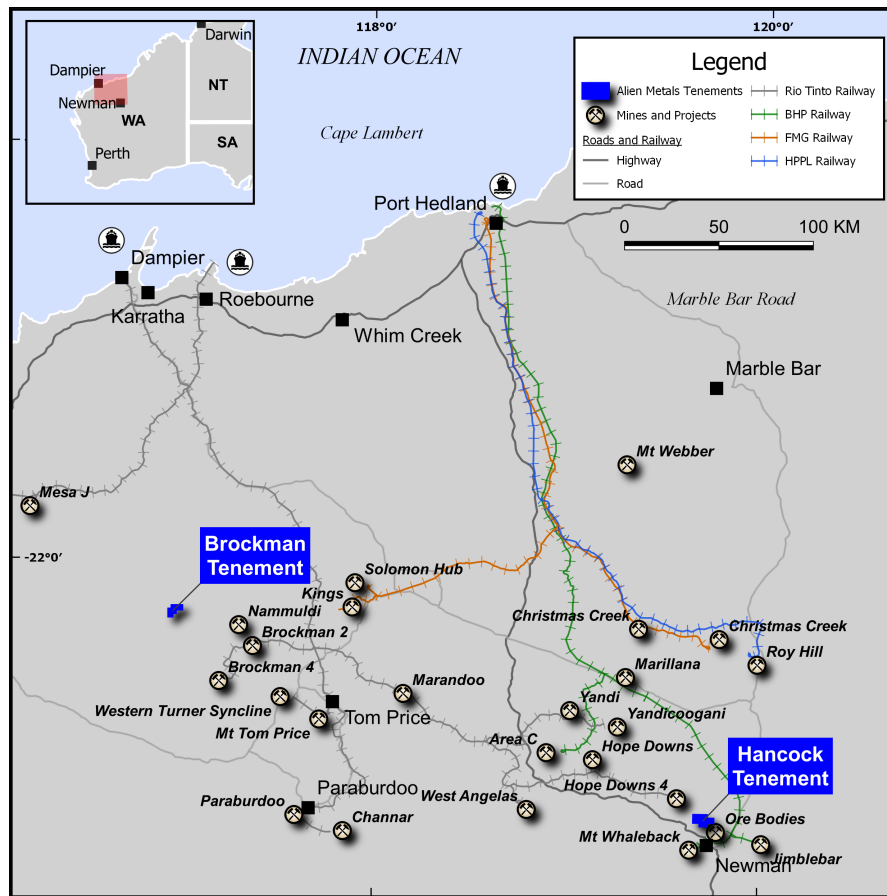 118°0'
120°0'
Darwin
INDIAN OCEAN
Dampier
NT
Newman
WA
SA
Perth
Cape Lambert
Legend
Alien Metals Tenements
Mines and Projects
Roads and Railway
Highway
Road
Rio Tinto Railway
BHP Railway
FMG Railway
HPPL Railway
0 50 100 KM
Port Hedland
Dampier
Karratha
Roebourne
Whim Creek
Marble Bar Road
Marble Bar
Mt Webber
Mesa J
-22°0'
Brockman
Tenement
Solomon Hub
Kings
Nammuldi
Brockman 2
Brockman 4
Christmas Creek
Christmas Creek
Roy Hill
Marillana
Marandoo
Western Turner Syncline
Tom Price
Mt Tom Price
Yandi
Yandicoogani
Area C
Hope Downs
Hancock
Tenement
Hope Downs 4
Paraburdoo
Paraburdoo
Channar
West Angelas
Ore Bodies
Mt Whaleback
Jimblebar
Newman